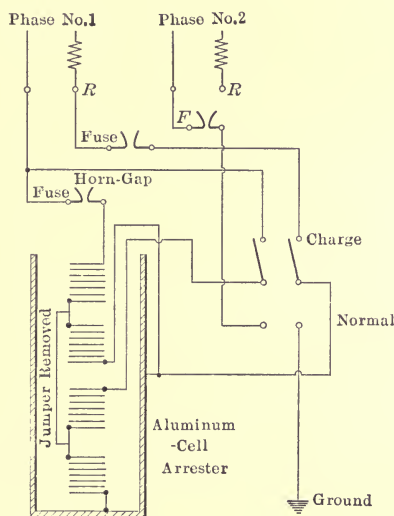 Phase No.1
Phase No.2
R
R
Fuse
F
Fuse
Horn-Gap
Charge
Normal
Jumper Removed
Aluminum
-Cell
Arrester
Ground